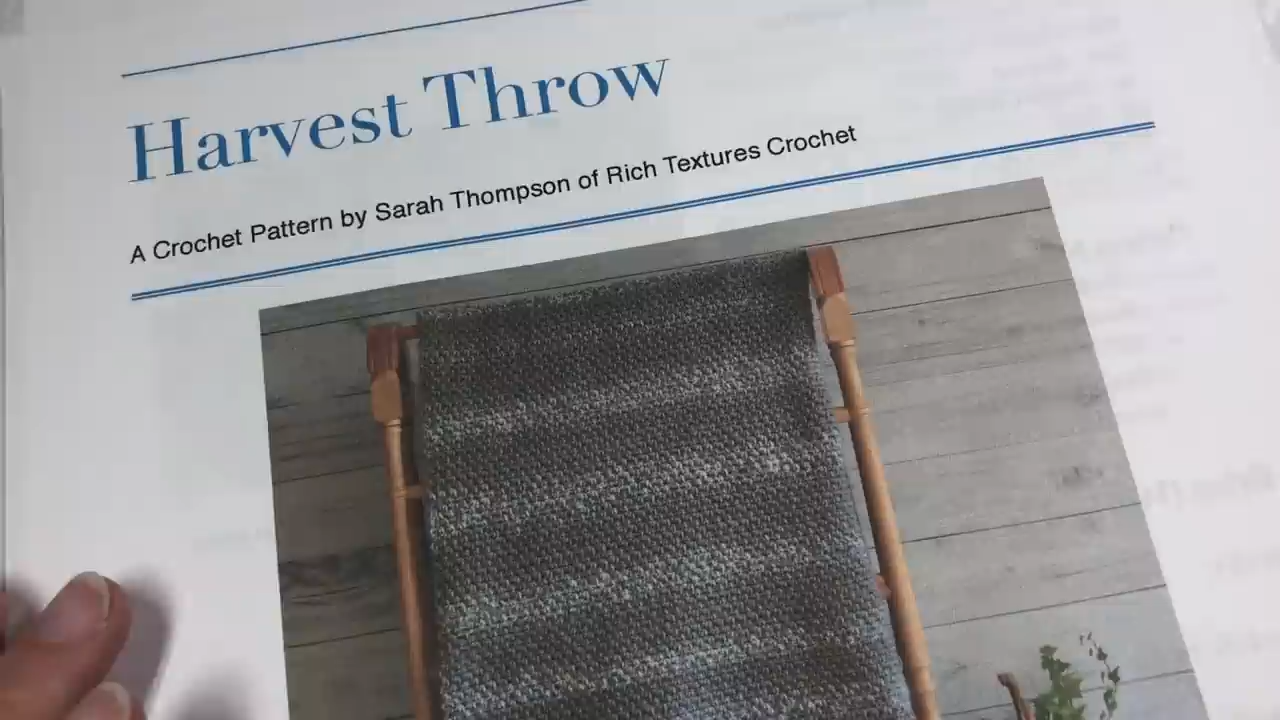 Harvest Throw
A Crochet Pattern by Sarah Thompson of Rich Textures Crochet